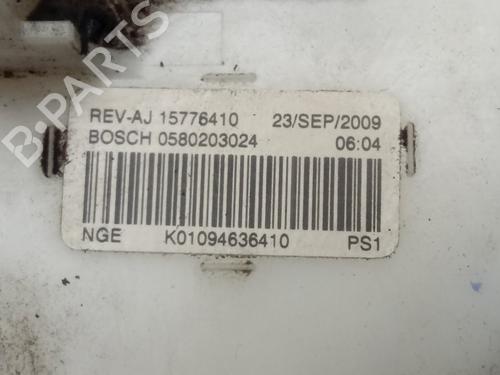 REV-AJ 15776410 23/SEP/2009
BOSCH 0580203024 06:04
NGE K01094636410 PS1
B-PARTS